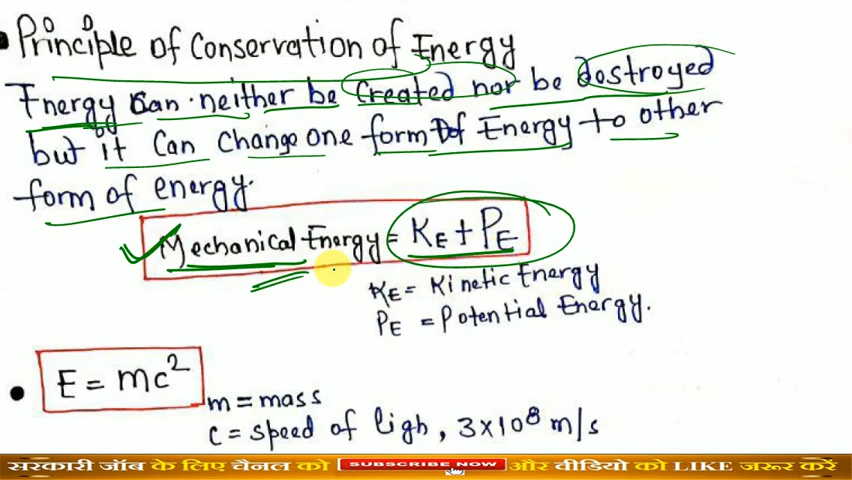 Principle of Conservation of Energy
Energy can neither be created nor be destroyed
but it can change one form of Energy to other
form of energy.
Mechanical Energy = KE + PE
KE = Kinetic Energy
PE = Potential Energy.
E = mc²
m = mass
c = speed of ligh, 3×10⁸ m/s
सरकारी जॉब के लिए चैनल को SUBSCRIBE NOW और वीडियो को LIKE जरूर करें